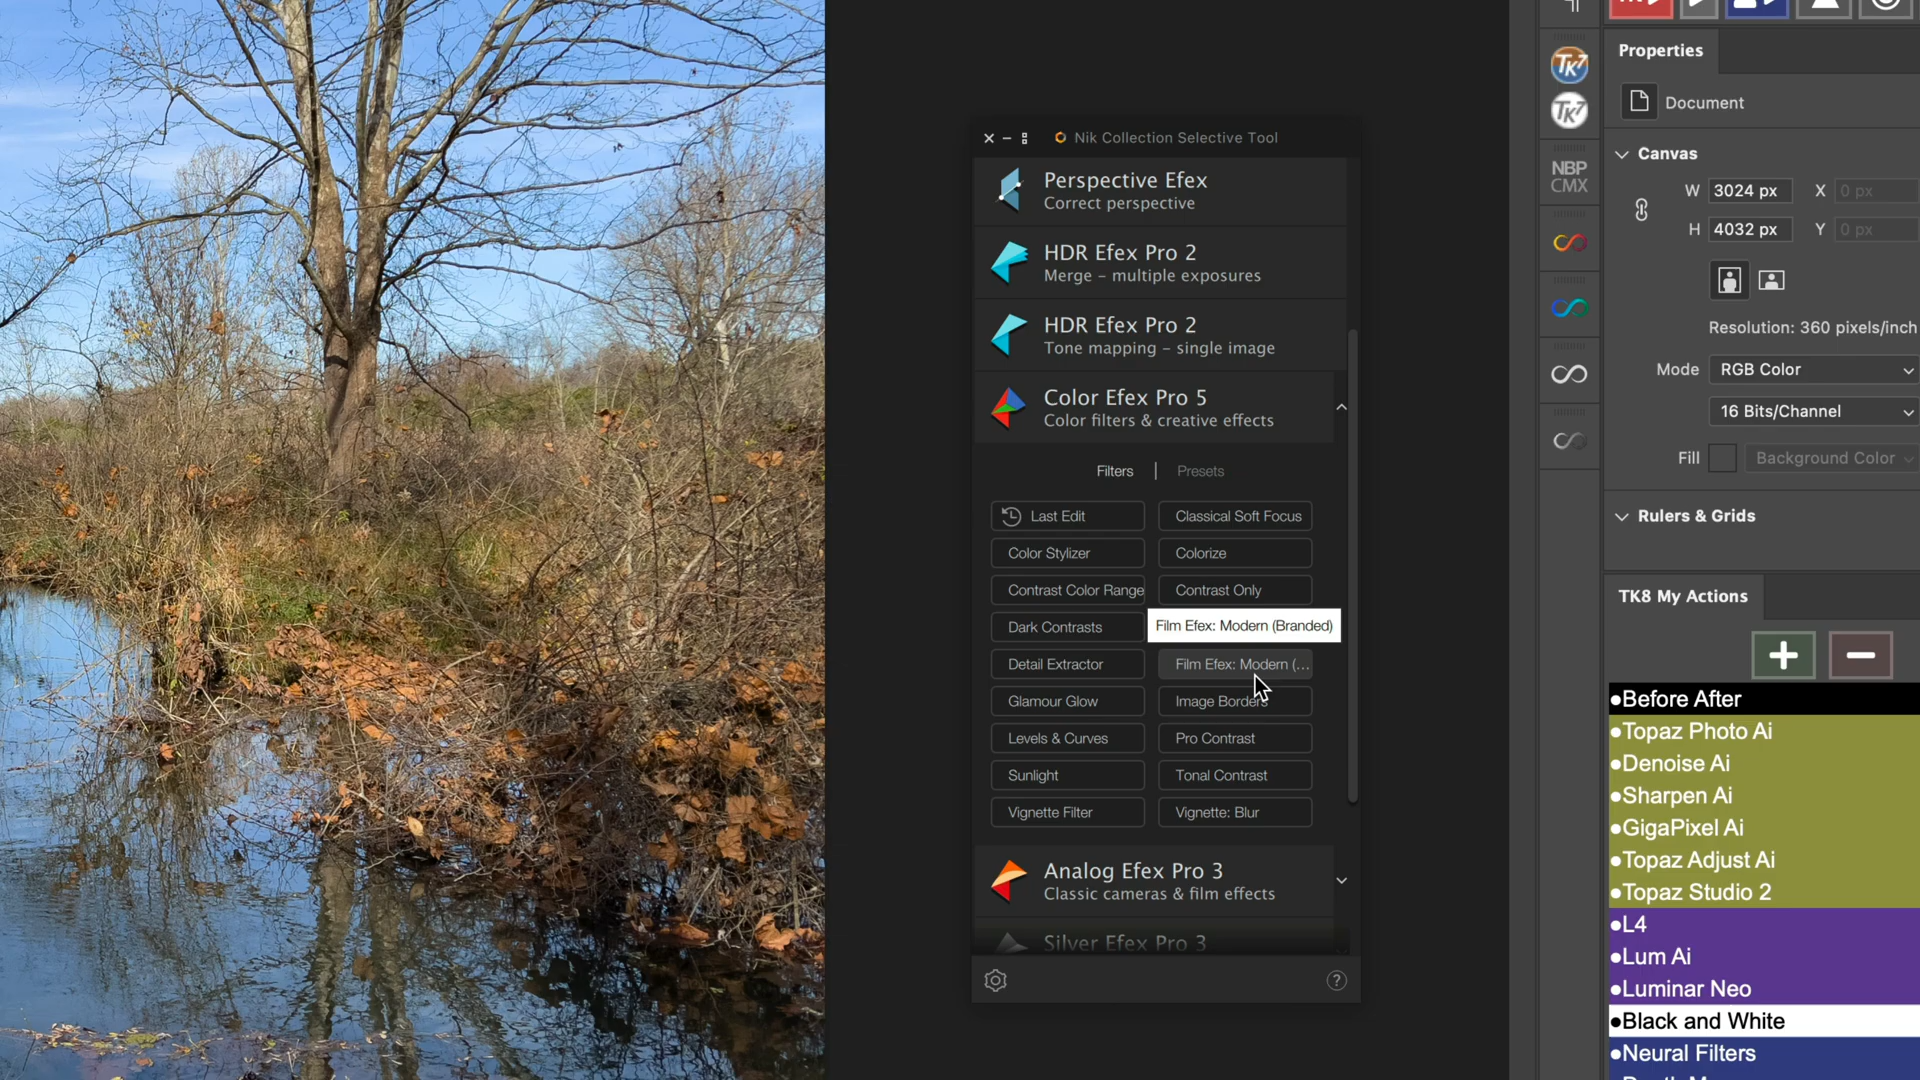 Nik Collection Selective Tool
Perspective Efex
Correct perspective
HDR Efex Pro 2
Merge – multiple exposures
HDR Efex Pro 2
Tone mapping – single image
Color Efex Pro 5
Color filters & creative effects
Filters | Presets
Last Edit
Classical Soft Focus
Color Stylizer
Colorize
Contrast Color Range
Contrast Only
Dark Contrasts
Film Efex: Modern (Branded)
Detail Extractor
Film Efex: Modern (...
Glamour Glow
Image Borders
Levels & Curves
Pro Contrast
Sunlight
Tonal Contrast
Vignette Filter
Vignette: Blur
Analog Efex Pro 3
Classic cameras & film effects
Silver Efex Pro 3
?
TK7
TK7
NBP
CMX
Properties
Document
Canvas
W 3024 px X 0 px
H 4032 px Y 0 px
Resolution: 360 pixels/inch
Mode RGB Color
16 Bits/Channel
Fill Background Color
Rulers & Grids
TK8 My Actions
●Before After
●Topaz Photo Ai
●Denoise Ai
●Sharpen Ai
●GigaPixel Ai
●Topaz Adjust Ai
●Topaz Studio 2
●L4
●Lum Ai
●Luminar Neo
●Black and White
●Neural Filters